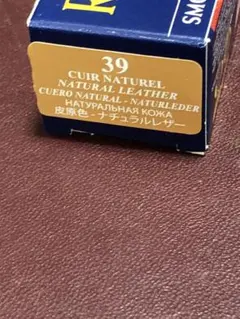 39
CUIR NATUREL
NATURAL LEATHER
CUERO NATURAL - NATURLEDER
НАТУРАЛЬНАЯ КОЖА
皮原色 - ナチュラルレザー